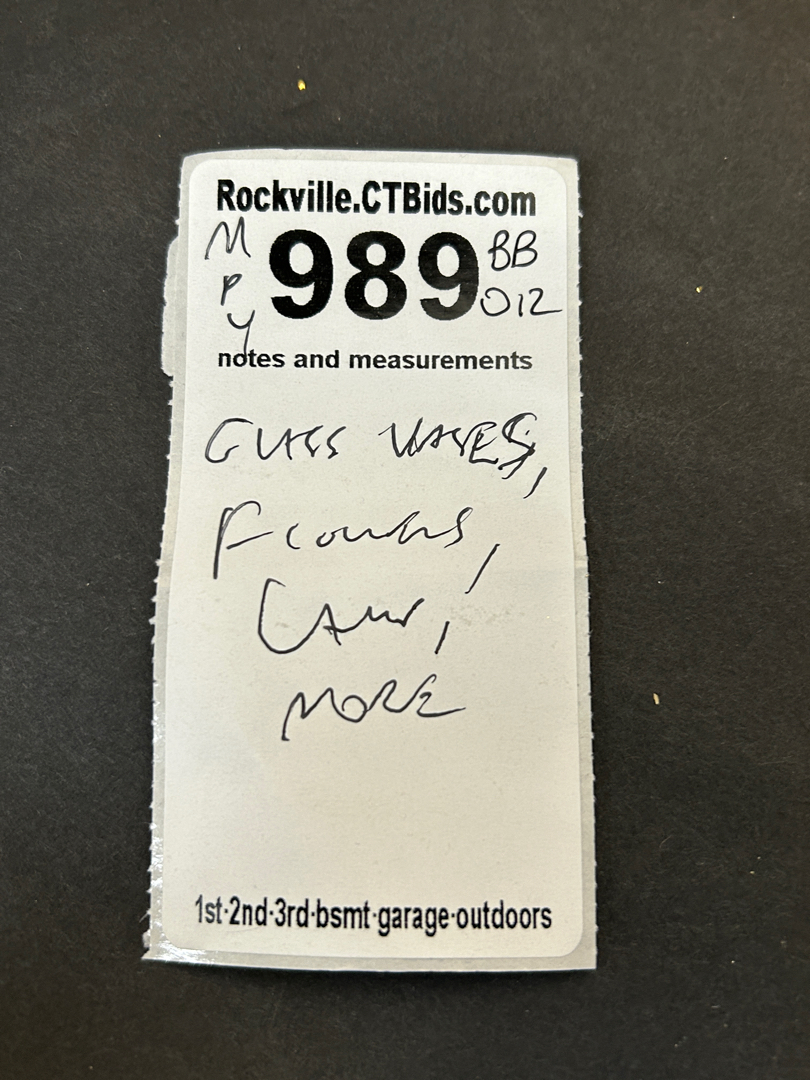 Rockville.CTBids.com
M P Y 989 BB 012
notes and measurements
GLASS VASES,
FLOWERS,
LAMP,
MORE
1st·2nd·3rd·bsmt·garage·outdoors